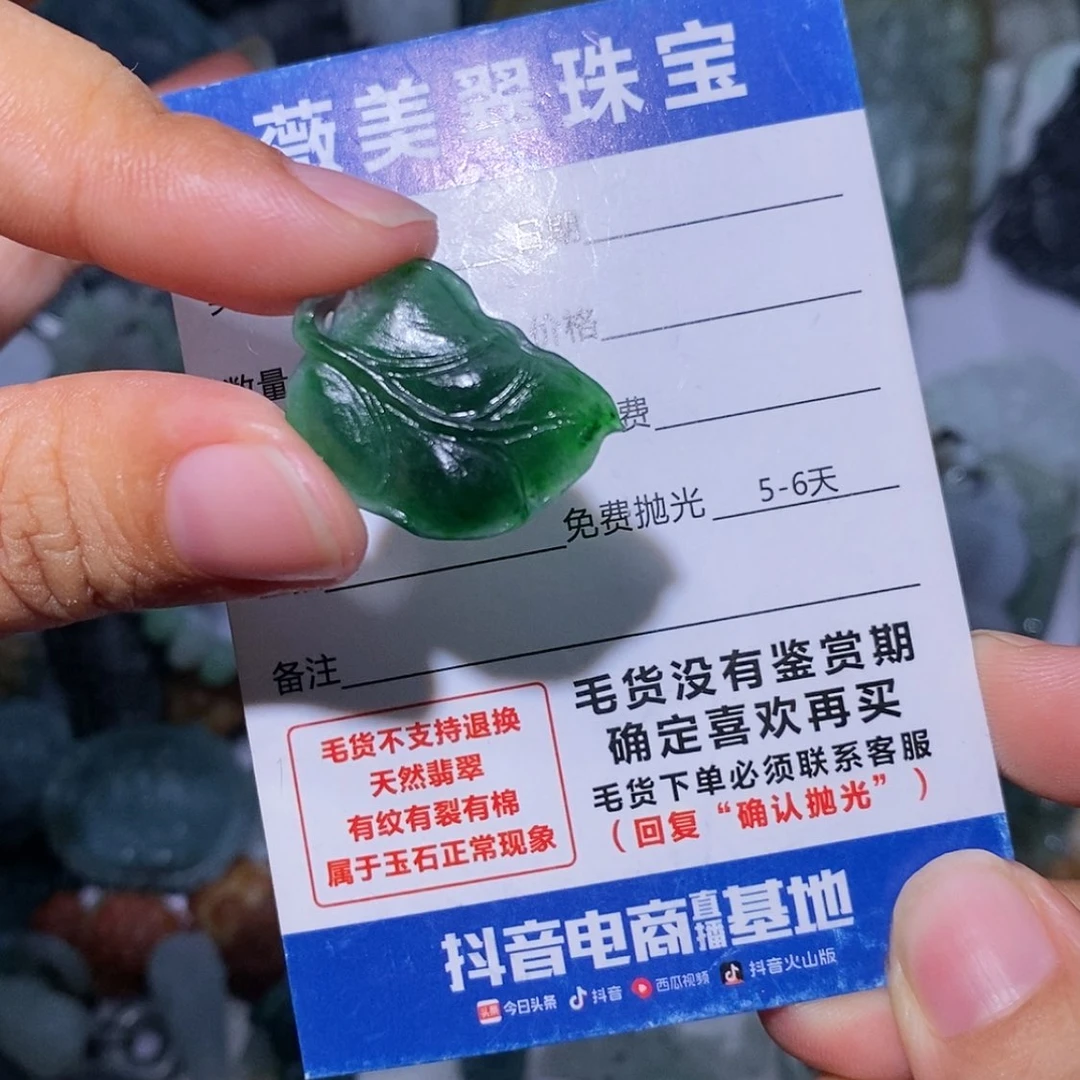 薇美翠珠宝
日期
价格
数量
费
免费抛光 5-6天
备注
毛货不支持退换
天然翡翠
有纹有裂有棉
属于玉石正常现象
毛货没有鉴赏期
确定喜欢再买
毛货下单必须联系客服
（回复“确认抛光”）
抖音电商直播基地
头条 今日头条 抖音 西瓜视频 抖音火山版